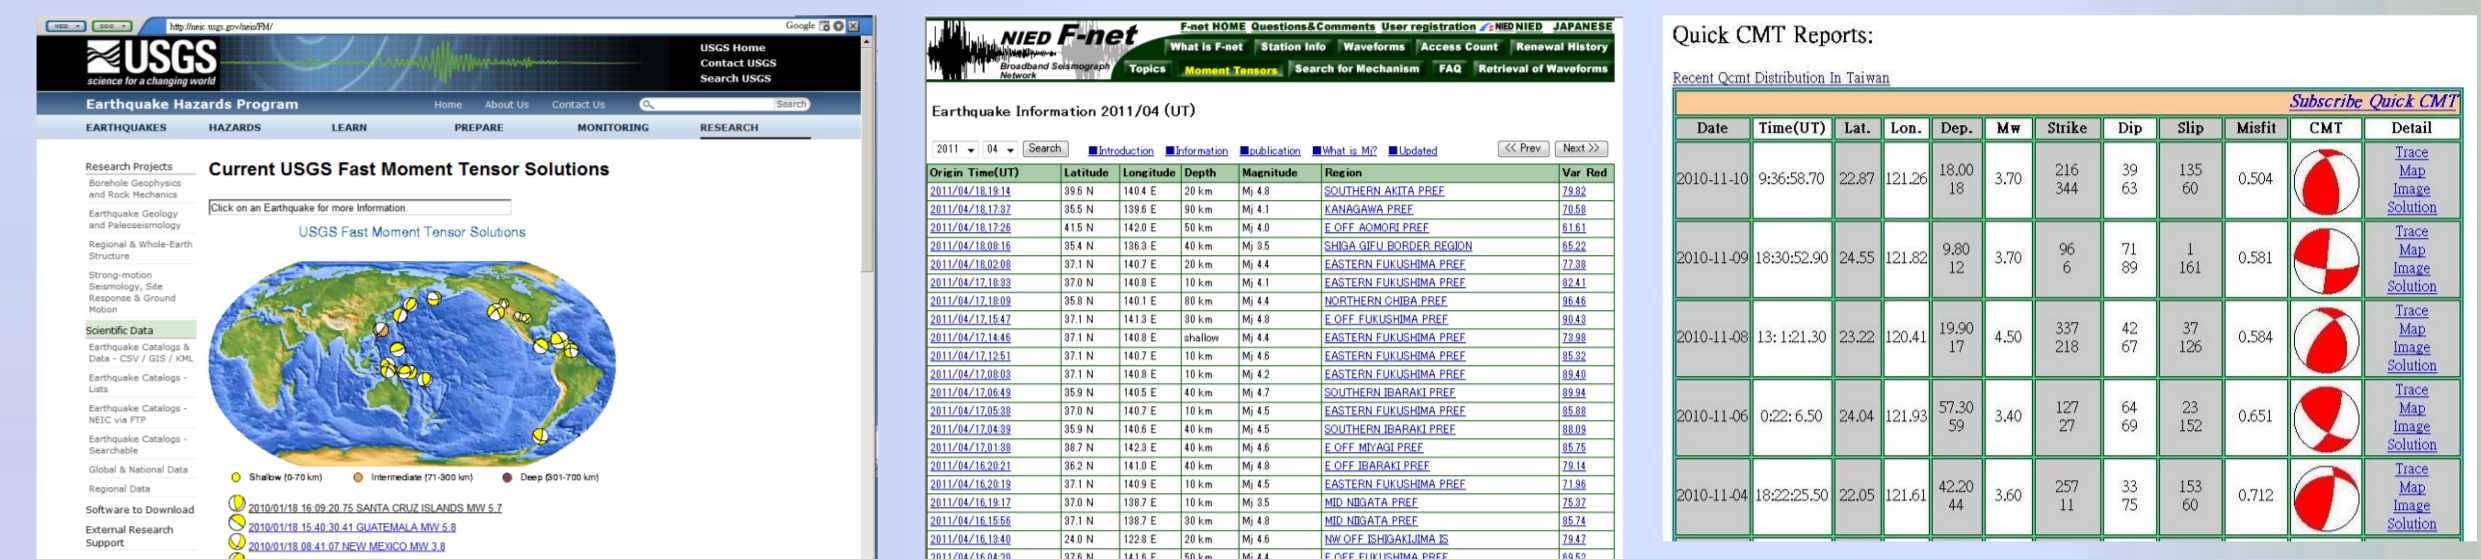 http://neic.usgs.gov/neis/FM/
Google
USGS
science for a changing world
USGS Home
Contact USGS
Search USGS
Earthquake Hazards Program
Home About Us Contact Us Search
EARTHQUAKES HAZARDS LEARN PREPARE MONITORING RESEARCH
Research Projects
Borehole Geophysics
and Rock Mechanics
Earthquake Geology
and Paleoseismology
Regional & Whole-Earth
Structure
Strong-motion
Seismology, Site
Response & Ground
Motion
Scientific Data
Earthquake Catalogs &
Data - CSV / GIS / KML
Earthquake Catalogs -
Lists
Earthquake Catalogs -
NEIC via FTP
Earthquake Catalogs -
Searchable
Global & National Data
Regional Data
Software to Download
External Research
Support
Current USGS Fast Moment Tensor Solutions
Click on an Earthquake for more Information.
USGS Fast Moment Tensor Solutions
Shallow (0-70 km) Intermediate (71-300 km) Deep (301-700 km)
2010/01/18 16:09:20.75 SANTA CRUZ ISLANDS MW 5.7
2010/01/18 15:40:30.41 GUATEMALA MW 5.8
2010/01/18 08:41:07 NEW MEXICO MW 3.8
NIED F-net
Broadband Seismograph
Network
F-net HOME Questions&Comments User registration NIED NIED JAPANESE
What is F-net Station Info Waveforms Access Count Renewal History
Topics Moment Tensors Search for Mechanism FAQ Retrieval of Waveforms
Earthquake Information 2011/04 (UT)
2011 04 Search Introduction Information publication What is Mj? Updated << Prev Next >>
Origin Time(UT) Latitude Longitude Depth Magnitude Region Var Red
2011/04/18,19:14 39.6 N 140.4 E 20 km Mj 4.8 SOUTHERN AKITA PREF 79.82
2011/04/18,17:37 35.5 N 139.6 E 90 km Mj 4.1 KANAGAWA PREF 70.58
2011/04/18,17:26 41.5 N 142.0 E 50 km Mj 4.0 E OFF AOMORI PREF 61.61
2011/04/18,08:16 35.4 N 136.3 E 40 km Mj 3.5 SHIGA GIFU BORDER REGION 65.22
2011/04/18,02:08 37.1 N 140.7 E 20 km Mj 4.4 EASTERN FUKUSHIMA PREF 77.38
2011/04/17,18:33 37.0 N 140.8 E 10 km Mj 4.1 EASTERN FUKUSHIMA PREF 82.41
2011/04/17,18:09 35.8 N 140.1 E 80 km Mj 4.4 NORTHERN CHIBA PREF 96.46
2011/04/17,15:47 37.1 N 141.3 E 30 km Mj 4.8 E OFF FUKUSHIMA PREF 90.43
2011/04/17,14:46 37.1 N 140.8 E shallow Mj 4.4 EASTERN FUKUSHIMA PREF 73.98
2011/04/17,12:51 37.1 N 140.7 E 10 km Mj 4.6 EASTERN FUKUSHIMA PREF 85.32
2011/04/17,08:03 37.1 N 140.8 E 10 km Mj 4.2 EASTERN FUKUSHIMA PREF 89.40
2011/04/17,06:49 35.9 N 140.5 E 40 km Mj 4.7 SOUTHERN IBARAKI PREF 89.94
2011/04/17,05:38 37.0 N 140.7 E 10 km Mj 4.5 EASTERN FUKUSHIMA PREF 85.88
2011/04/17,04:39 35.9 N 140.6 E 40 km Mj 4.5 SOUTHERN IBARAKI PREF 88.09
2011/04/17,01:38 38.7 N 142.3 E 40 km Mj 4.6 E OFF MIYAGI PREF 85.75
2011/04/16,20:21 36.2 N 141.0 E 40 km Mj 4.8 E OFF IBARAKI PREF 79.14
2011/04/16,20:19 37.1 N 140.9 E 10 km Mj 4.5 EASTERN FUKUSHIMA PREF 71.96
2011/04/16,19:17 37.0 N 138.7 E 10 km Mj 3.5 MID NIIGATA PREF 75.37
2011/04/16,15:56 37.1 N 138.7 E 30 km Mj 4.8 MID NIIGATA PREF 85.74
2011/04/16,13:40 24.0 N 122.8 E 20 km Mj 4.6 NW OFF ISHIGAKIJIMA IS 79.47
2011/04/16,04:20 37.6 N 141.6 E 50 km Mj 4.4 E OFF FUKUSHIMA PREF 69.52
Quick CMT Reports:
Recent Qcmt Distribution In Taiwan
Subscribe Quick CMT
Date Time(UT) Lat. Lon. Dep. Mw Strike Dip Slip Misfit CMT Detail
2010-11-10 9:36:58.70 22.87 121.26 18.00 18 3.70 216 344 39 63 135 60 0.504 Trace Map Image Solution
2010-11-09 18:30:52.90 24.55 121.82 9.80 12 3.70 96 6 71 89 1 161 0.581 Trace Map Image Solution
2010-11-08 13: 1:21.30 23.22 120.41 19.90 17 4.50 337 218 42 67 37 126 0.584 Trace Map Image Solution
2010-11-06 0:22: 6.50 24.04 121.93 57.30 59 3.40 127 27 64 69 23 152 0.651 Trace Map Image Solution
2010-11-04 18:22:25.50 22.05 121.61 42.20 44 3.60 257 11 33 75 153 60 0.712 Trace Map Image Solution